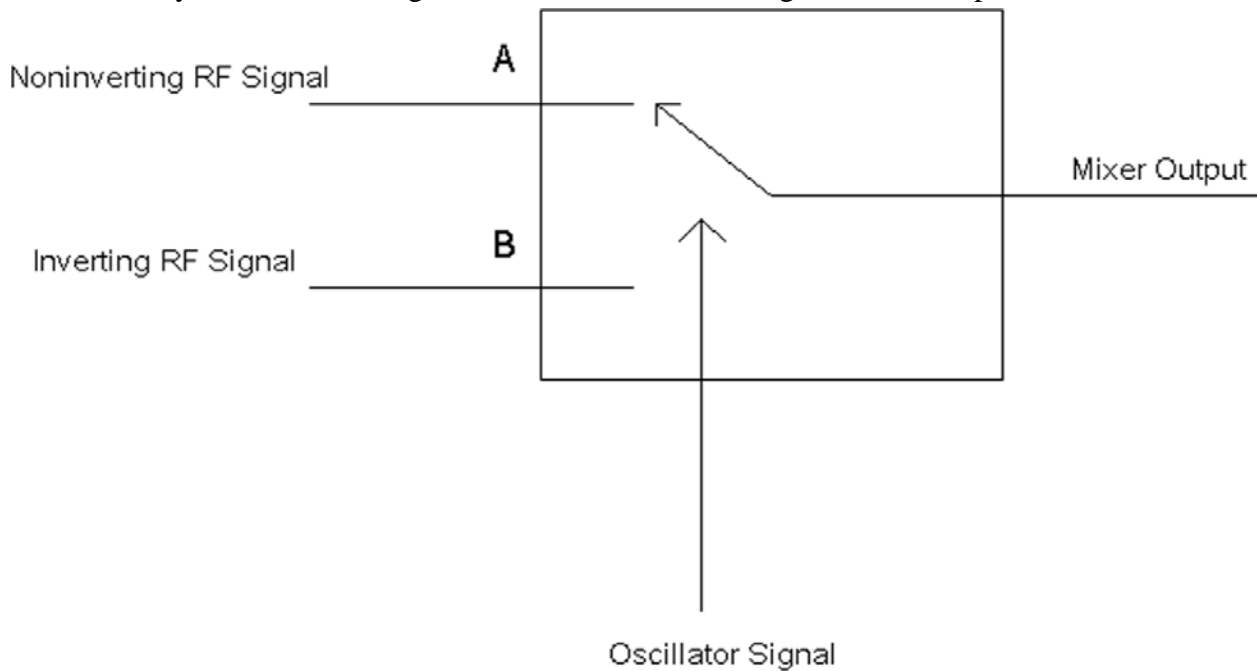 A
Noninverting RF Signal
Mixer Output
B
Inverting RF Signal
Oscillator Signal